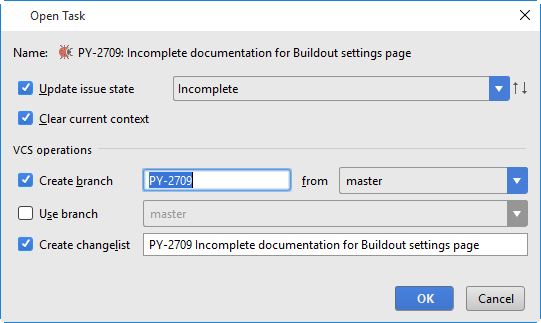 Open Task
Name: PY-2709: Incomplete documentation for Buildout settings page
Update issue state Incomplete
Clear current context
VCS operations
Create branch PY-2709 from master
Use branch master
Create changelist PY-2709 Incomplete documentation for Buildout settings page
OK Cancel